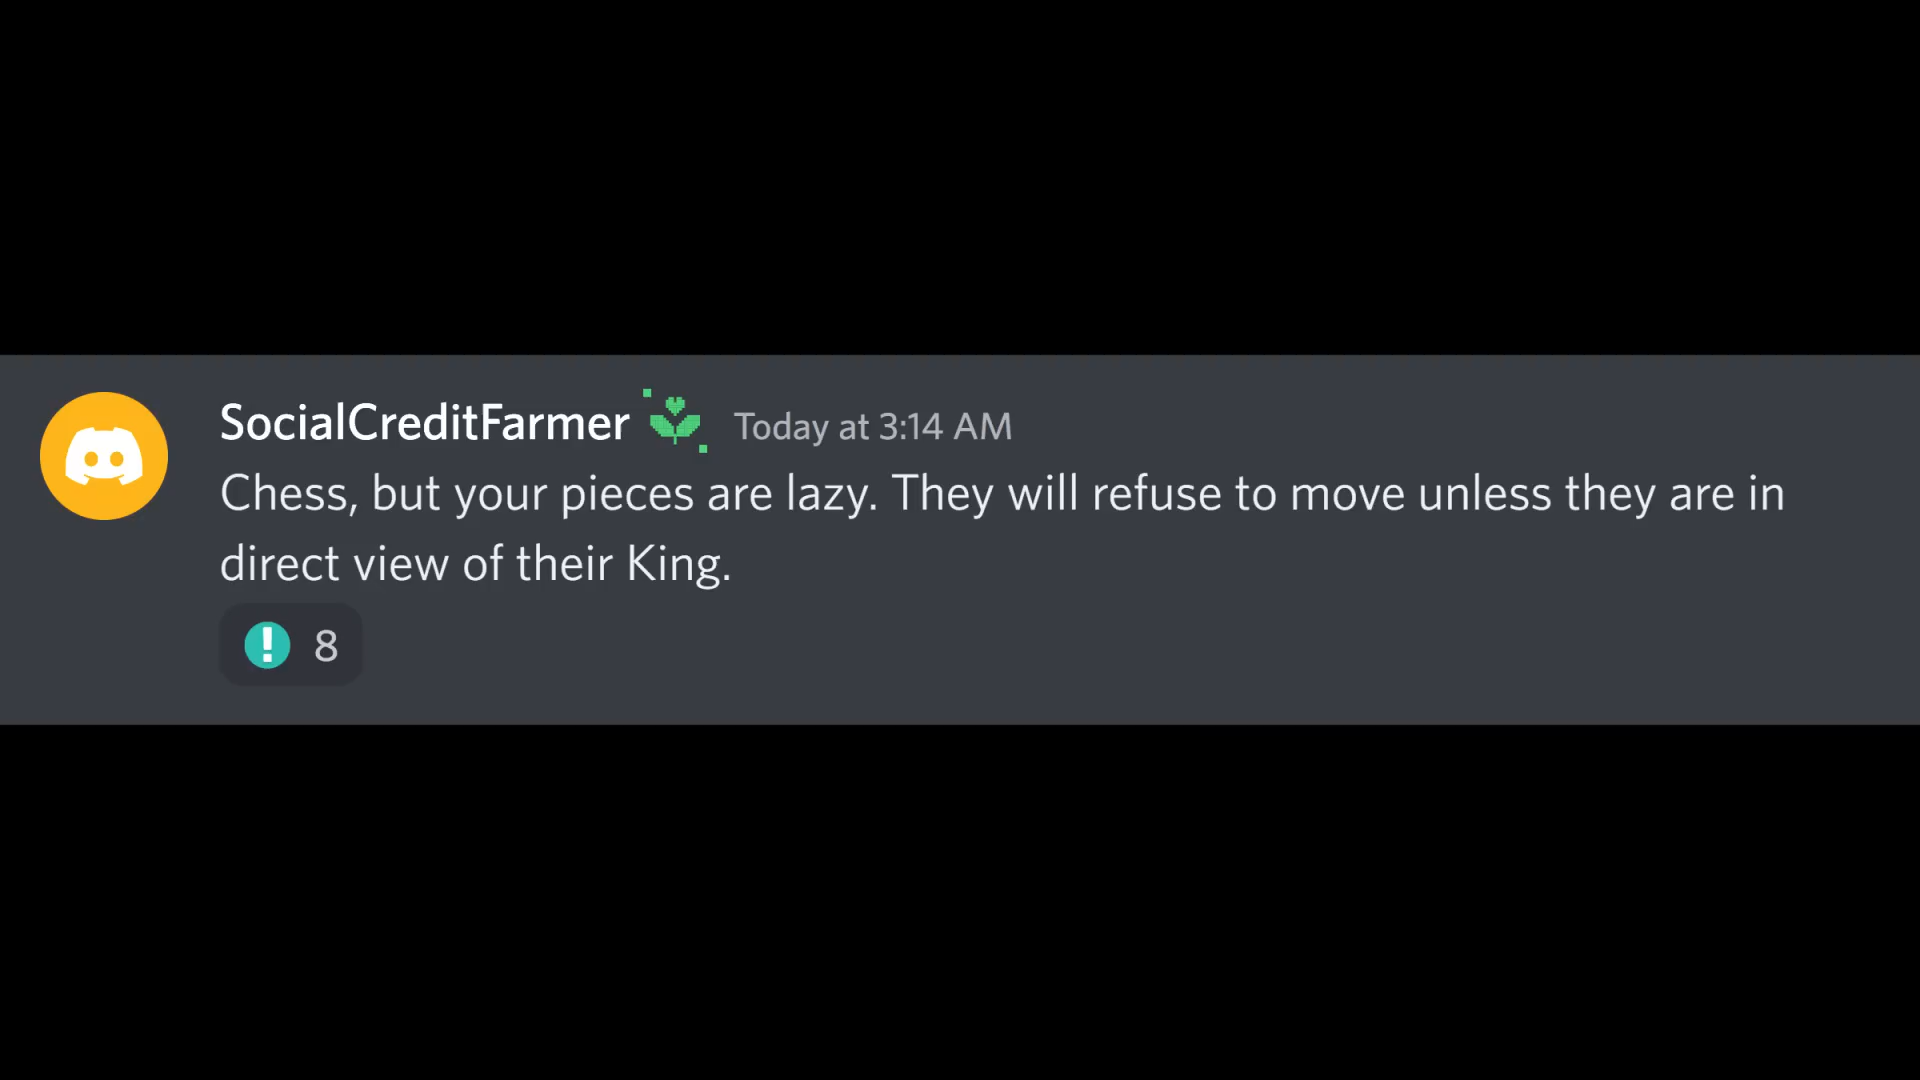 SocialCreditFarmer Today at 3:14 AM
Chess, but your pieces are lazy. They will refuse to move unless they are in
direct view of their King.
! 8